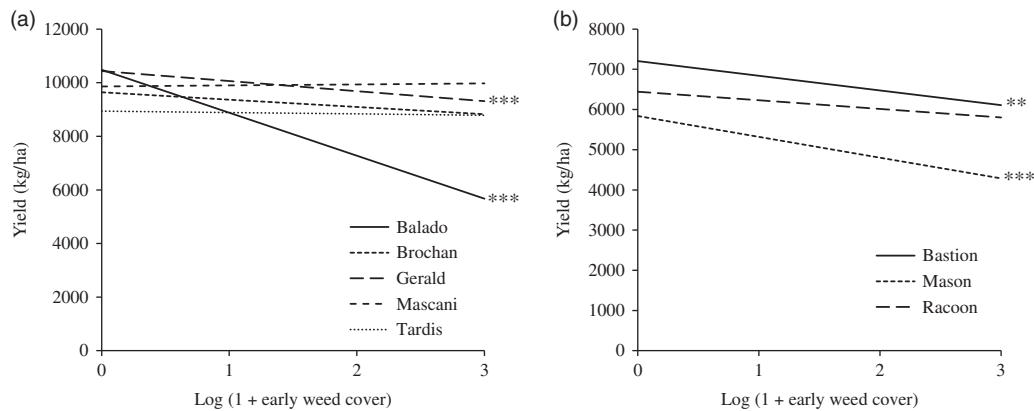 (a)
12000
10000
8000
6000
4000
2000
0
Yield (kg/ha)
***
***
Balado
Brochan
Gerald
Mascani
Tardis
0 1 2 3
Log (1 + early weed cover)
(b)
8000
7000
6000
5000
4000
3000
2000
1000
0
Yield (kg/ha)
**
***
Bastion
Mason
Racoon
0 1 2 3
Log (1 + early weed cover)